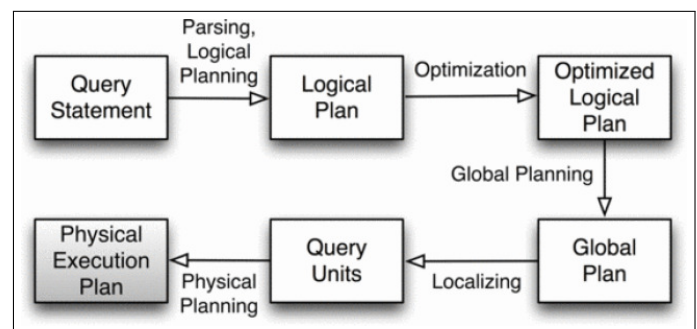 Parsing,
Logical
Planning
Query
Statement
Logical
Plan
Optimization
Optimized
Logical
Plan
Global Planning
Physical
Execution
Plan
Physical
Planning
Query
Units
Localizing
Global
Plan